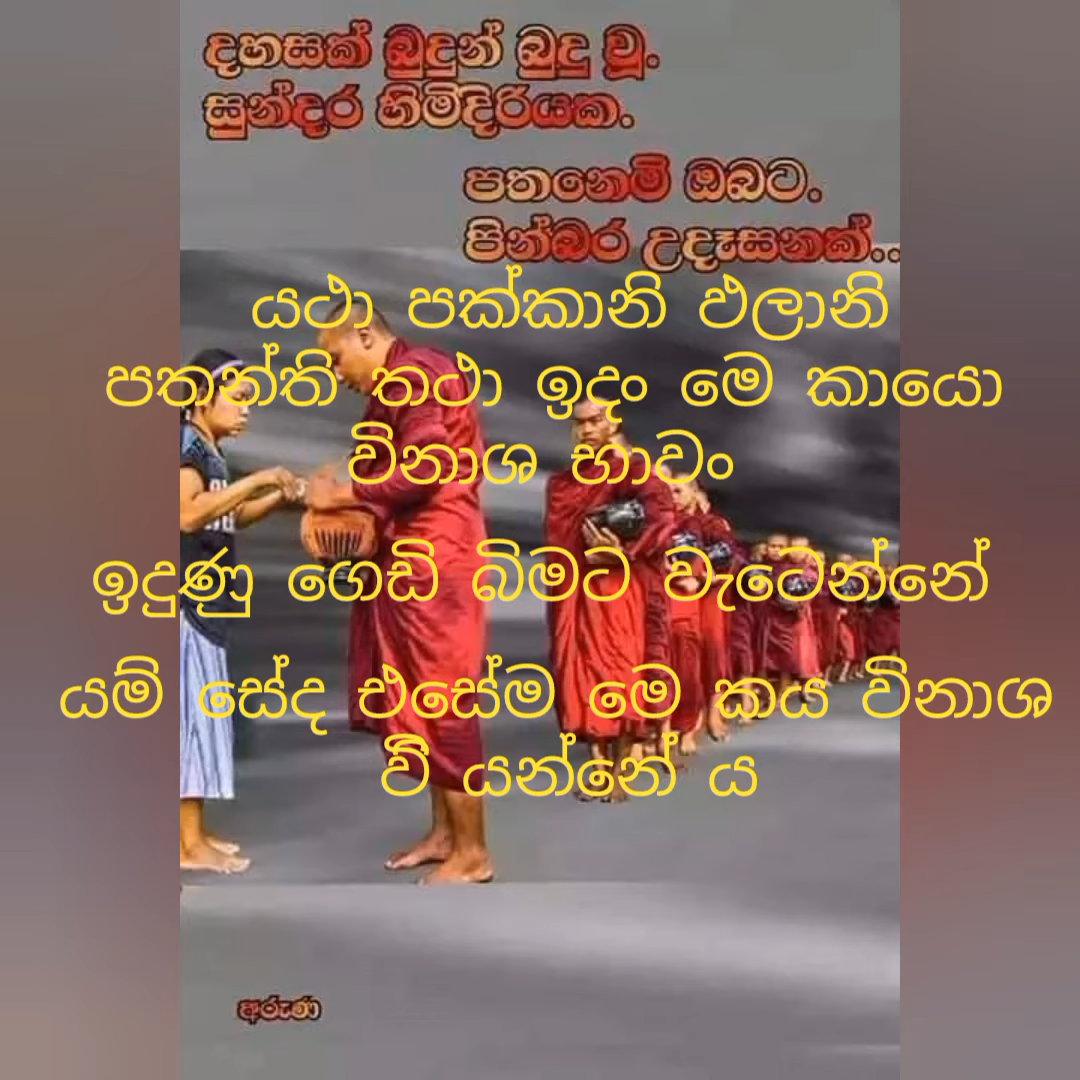 දහසක් බුදුන් බුදු වූ.
සුන්දර හිමිදිරියක.
පතනෙමි ඔබට.
පින්බර උදෑසනක්..
යථා පක්කානි ඵලානි
පතන්ති තථා ඉදං මෙ කායො
විනාශ භාවං
ඉදුණු ගෙඩි බිමට වැටෙන්නේ
යම් සේද එසේම මෙ කය විනාශ
වී යන්නේ ය
අරුණ